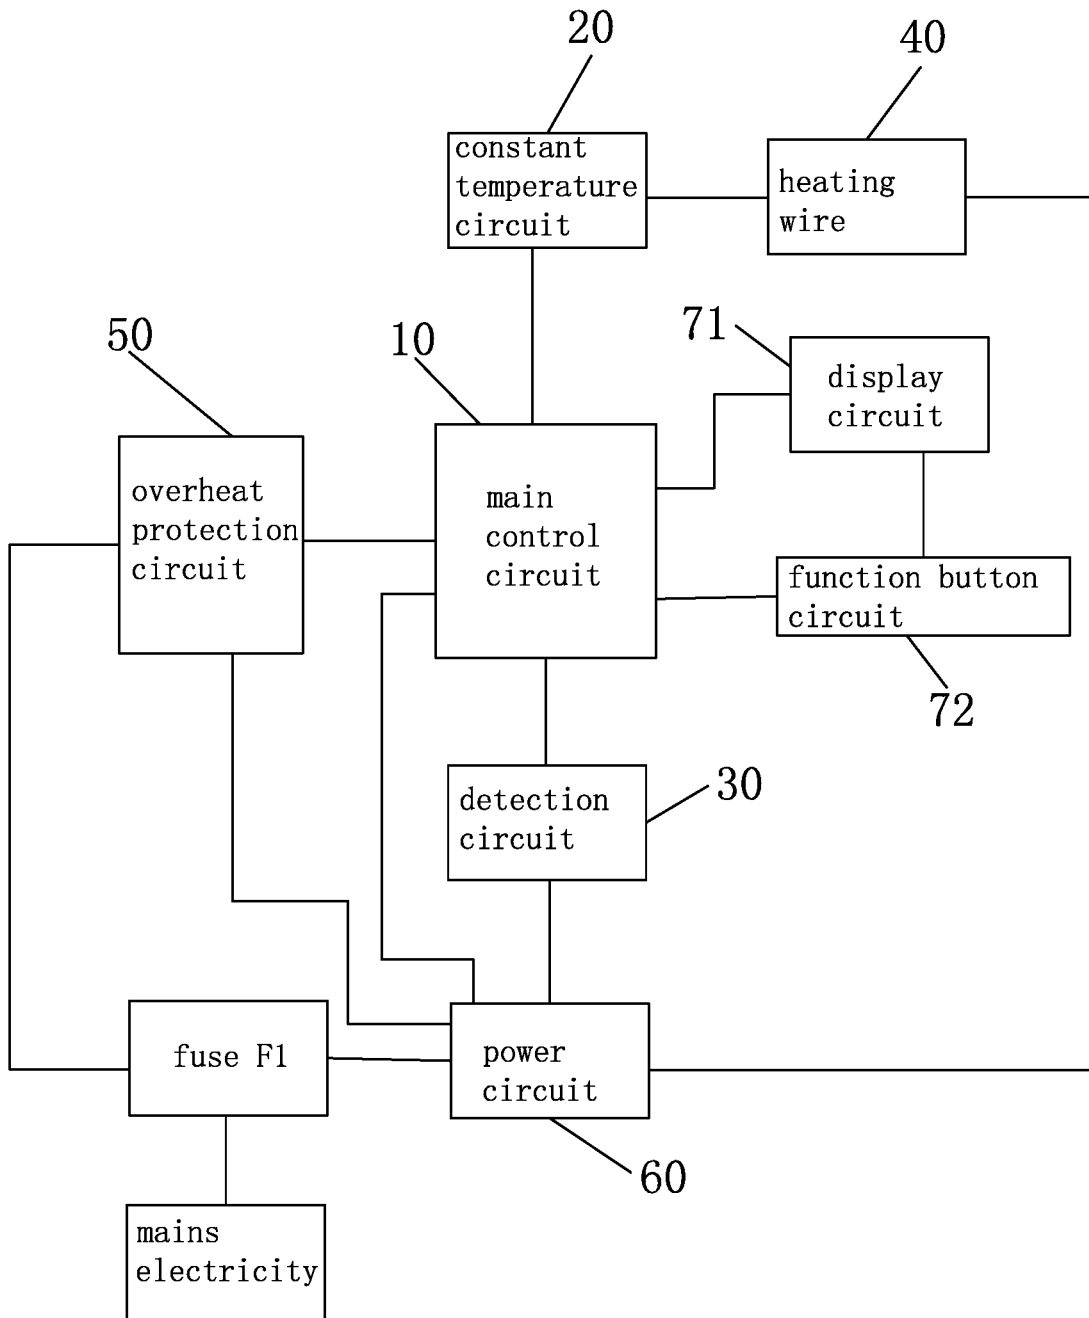 20
40
constant
temperature
circuit
heating
wire
50
10
71
display
circuit
overheat
protection
circuit
main
control
circuit
function button
circuit
72
detection
circuit
30
fuse F1
power
circuit
60
mains
electricity